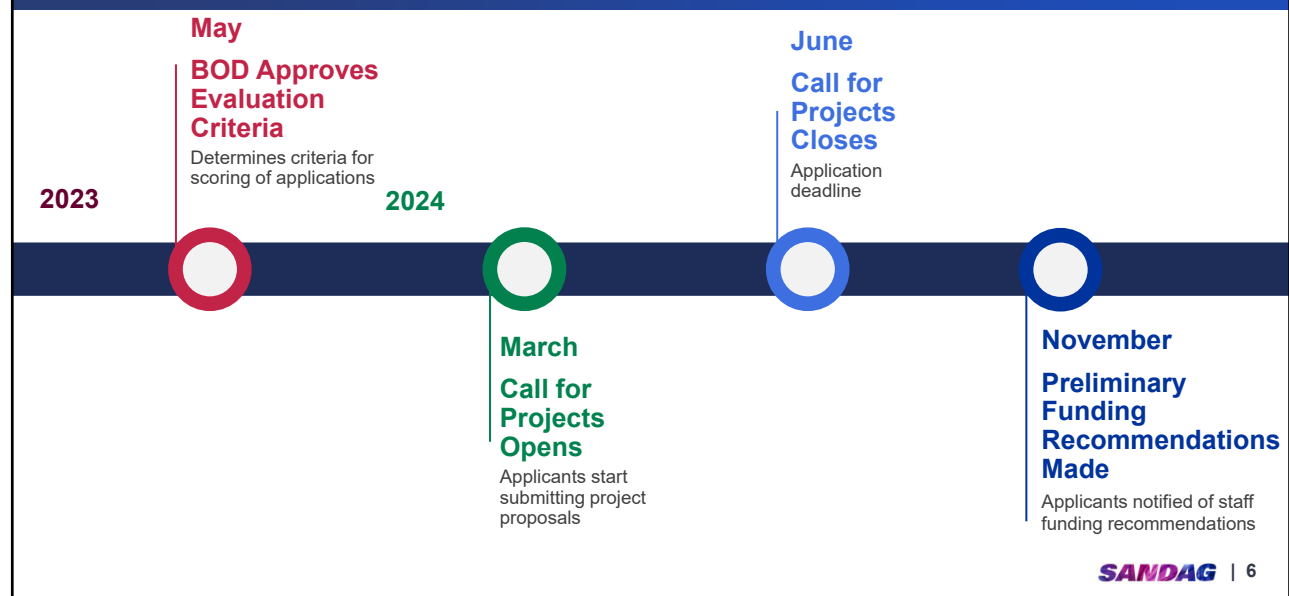 May
BOD Approves
Evaluation
Criteria
Determines criteria for
scoring of applications
2023
2024
June
Call for
Projects
Closes
Application
deadline
March
Call for
Projects
Opens
Applicants start
submitting project
proposals
November
Preliminary
Funding
Recommendations
Made
Applicants notified of staff
funding recommendations
SANDAG | 6